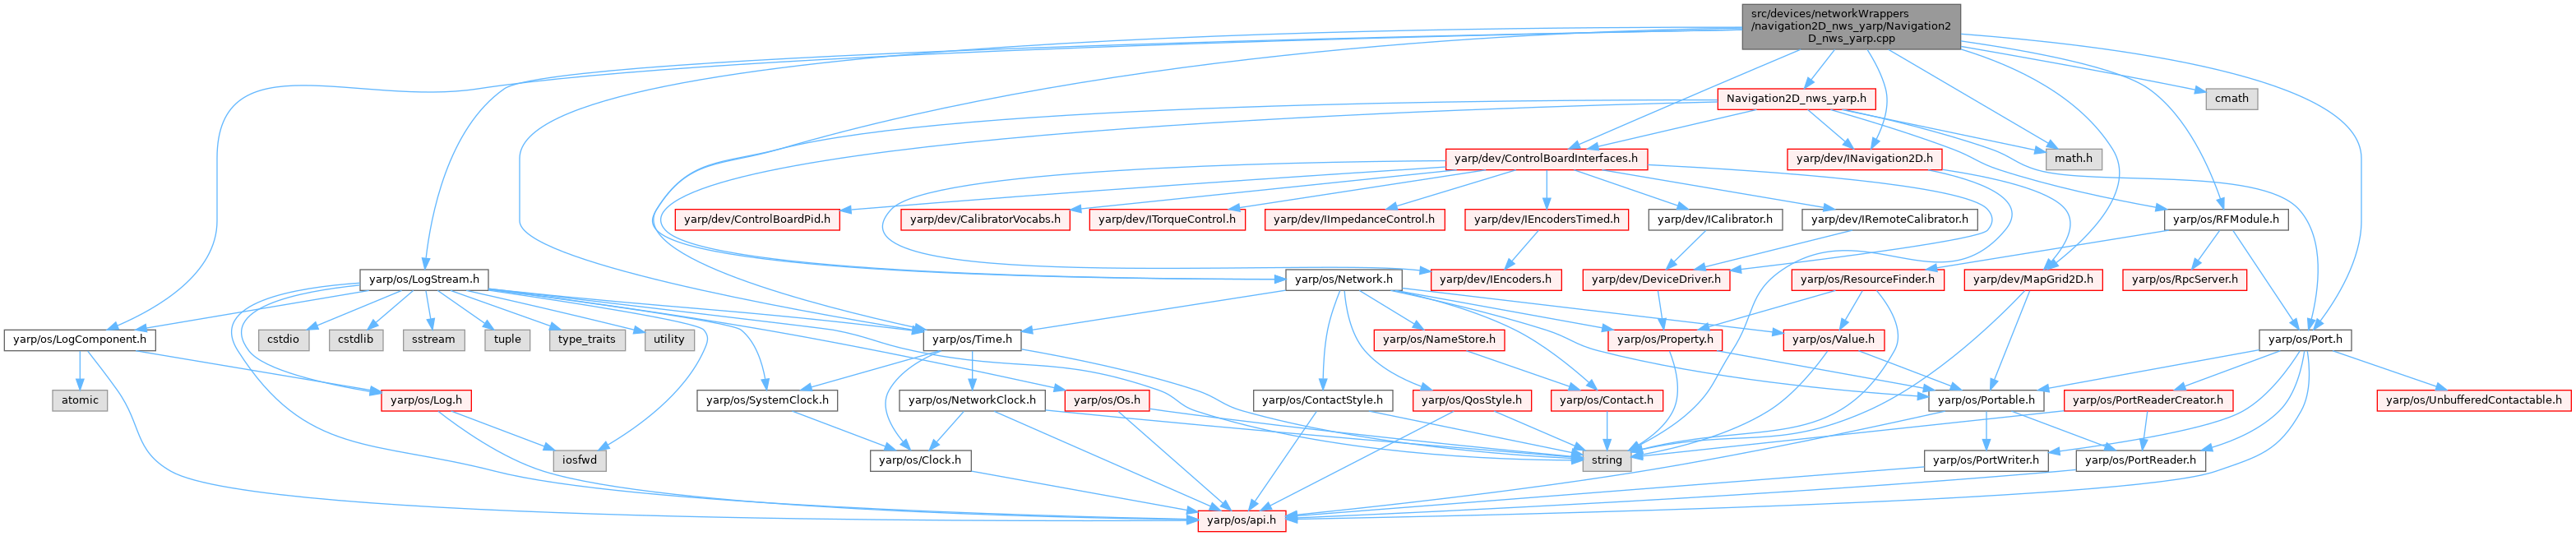 src/devices/networkWrappers
/navigation2D_nws_yarp/Navigation2
D_nws_yarp.cpp
Navigation2D_nws_yarp.h
cmath
yarp/dev/ControlBoardInterfaces.h
yarp/dev/INavigation2D.h
math.h
yarp/dev/ControlBoardPid.h
yarp/dev/CalibratorVocabs.h
yarp/dev/ITorqueControl.h
yarp/dev/IImpedanceControl.h
yarp/dev/IEncodersTimed.h
yarp/dev/ICalibrator.h
yarp/dev/IRemoteCalibrator.h
yarp/os/RFModule.h
yarp/os/LogStream.h
yarp/os/Network.h
yarp/dev/IEncoders.h
yarp/dev/DeviceDriver.h
yarp/os/ResourceFinder.h
yarp/dev/MapGrid2D.h
yarp/os/RpcServer.h
yarp/os/LogComponent.h
cstdio
cstdlib
sstream
tuple
type_traits
utility
yarp/os/Time.h
yarp/os/NameStore.h
yarp/os/Property.h
yarp/os/Value.h
yarp/os/Port.h
atomic
yarp/os/Log.h
yarp/os/SystemClock.h
yarp/os/NetworkClock.h
yarp/os/Os.h
yarp/os/ContactStyle.h
yarp/os/QosStyle.h
yarp/os/Contact.h
yarp/os/Portable.h
yarp/os/PortReaderCreator.h
yarp/os/UnbufferedContactable.h
iosfwd
yarp/os/Clock.h
string
yarp/os/PortWriter.h
yarp/os/PortReader.h
yarp/os/api.h